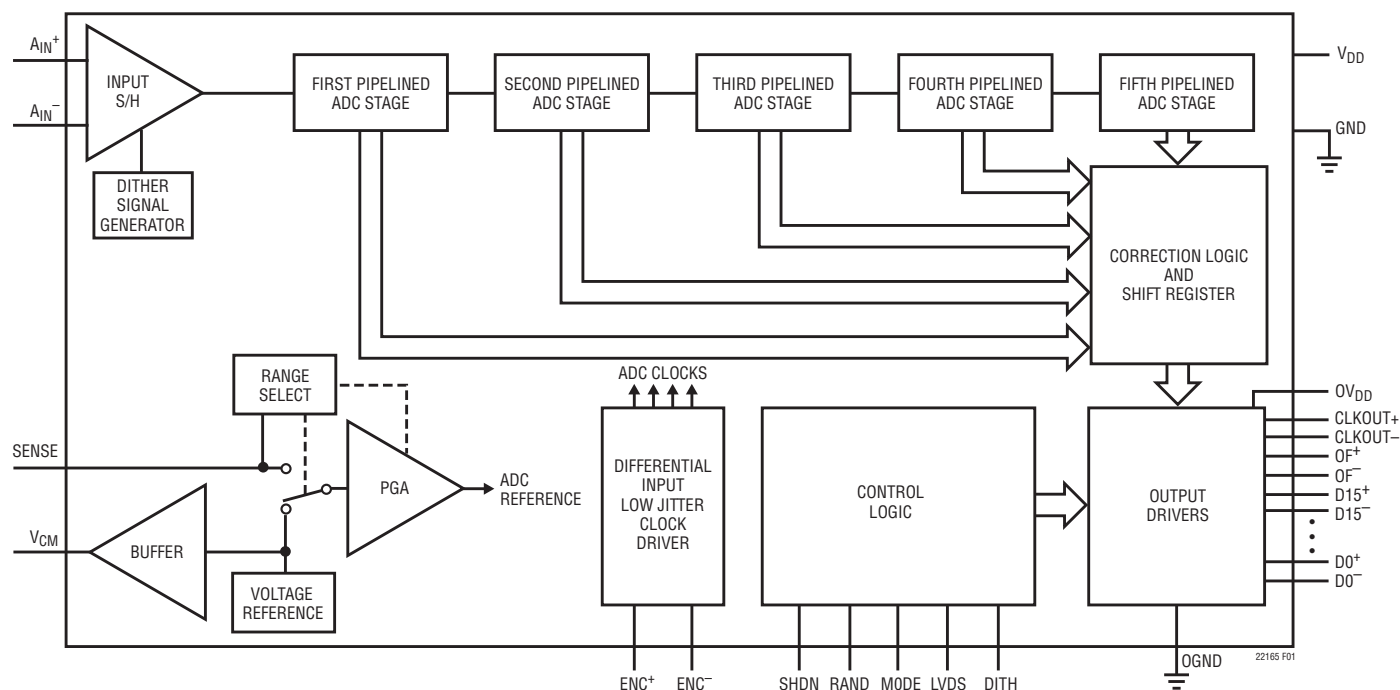 AIN+
AIN–
INPUT
S/H
DITHER
SIGNAL
GENERATOR
FIRST PIPELINED
ADC STAGE
SECOND PIPELINED
ADC STAGE
THIRD PIPELINED
ADC STAGE
FOURTH PIPELINED
ADC STAGE
FIFTH PIPELINED
ADC STAGE
VDD
GND
CORRECTION LOGIC
AND
SHIFT REGISTER
RANGE
SELECT
SENSE
VCM
BUFFER
VOLTAGE
REFERENCE
PGA
ADC
REFERENCE
ADC CLOCKS
DIFFERENTIAL
INPUT
LOW JITTER
CLOCK
DRIVER
CONTROL
LOGIC
OUTPUT
DRIVERS
OVDD
CLKOUT+
CLKOUT–
OF+
OF–
D15+
D15–
D0+
D0–
ENC+
ENC–
SHDN
RAND
MODE
LVDS
DITH
OGND
22165 F01